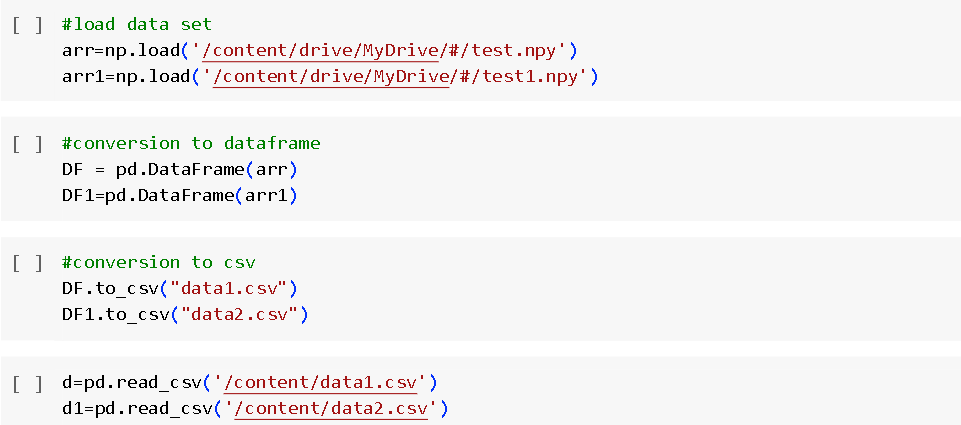 [ ] #load data set
arr=np.load('/content/drive/MyDrive/#/test.npy')
arr1=np.load('/content/drive/MyDrive/#/test1.npy')
[ ] #conversion to dataframe
DF = pd.DataFrame(arr)
DF1=pd.DataFrame(arr1)
[ ] #conversion to csv
DF.to_csv("data1.csv")
DF1.to_csv("data2.csv")
[ ] d=pd.read_csv('/content/data1.csv')
d1=pd.read_csv('/content/data2.csv')